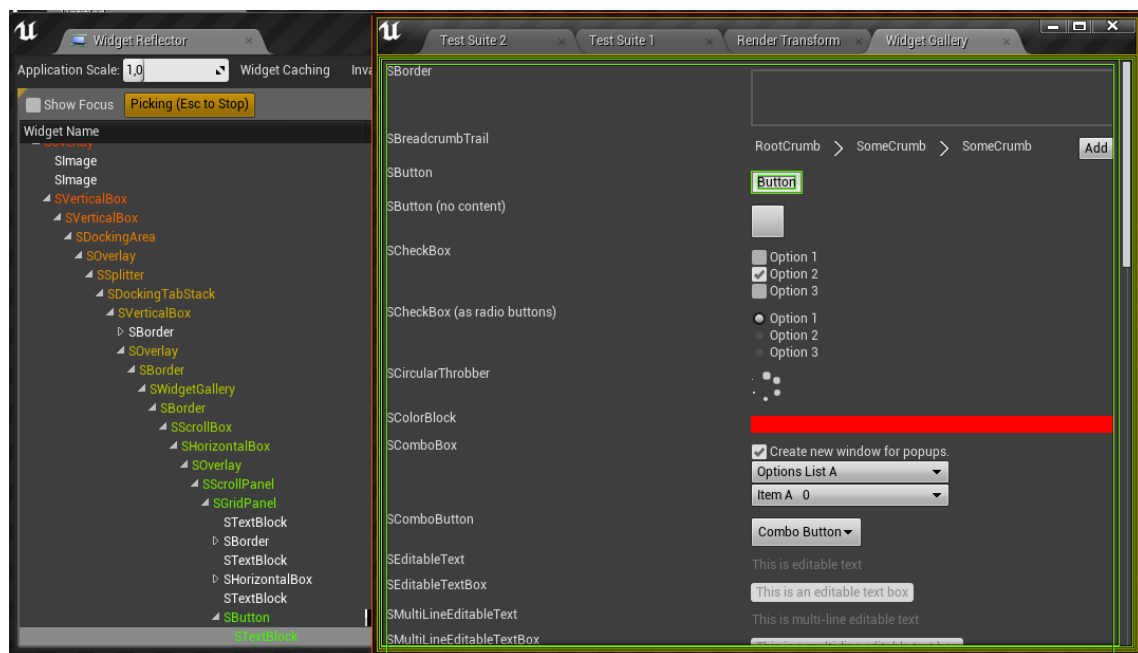 Widget Reflector
Application Scale: 1,0 Widget Caching Inva
Show Focus Picking (Esc to Stop)
Widget Name
SOverlay
SImage
SImage
SVerticalBox
SVerticalBox
SDockingArea
SOverlay
SSplitter
SDockingTabStack
SVerticalBox
SBorder
SOverlay
SBorder
SWidgetGallery
SBorder
SScrollBox
SHorizontalBox
SOverlay
SScrollPanel
SGridPanel
STextBlock
SBorder
STextBlock
SHorizontalBox
STextBlock
SButton
STextBlock
Test Suite 2 Test Suite 1 Render Transform Widget Gallery
SBorder
SBreadcrumbTrail RootCrumb SomeCrumb SomeCrumb Add
SButton Button
SButton (no content)
SCheckBox
Option 1
Option 2
Option 3
SCheckBox (as radio buttons)
Option 1
Option 2
Option 3
SCircularThrobber
SColorBlock
SComboBox Create new window for popups.
Options List A
Item A 0
SComboButton Combo Button
SEditableText This is editable text
SEditableTextBox This is an editable text box
SMultiLineEditableText This is multi-line editable text
SMultiLineEditableTextBox